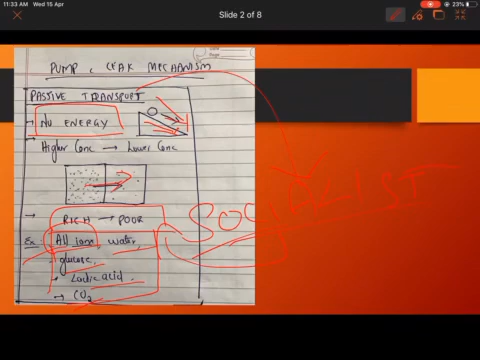 11:33 AM Wed 15 Apr
23%
Slide 2 of 8
PUMP & LEAK MECHANISM
PASSIVE TRANSPORT
→ NO ENERGY
→ Higher Conc → Lower Conc
→ RICH → POOR
Ex All Ions, Water,
glucose
Lactic acid
→ CO2
SOCIALIST